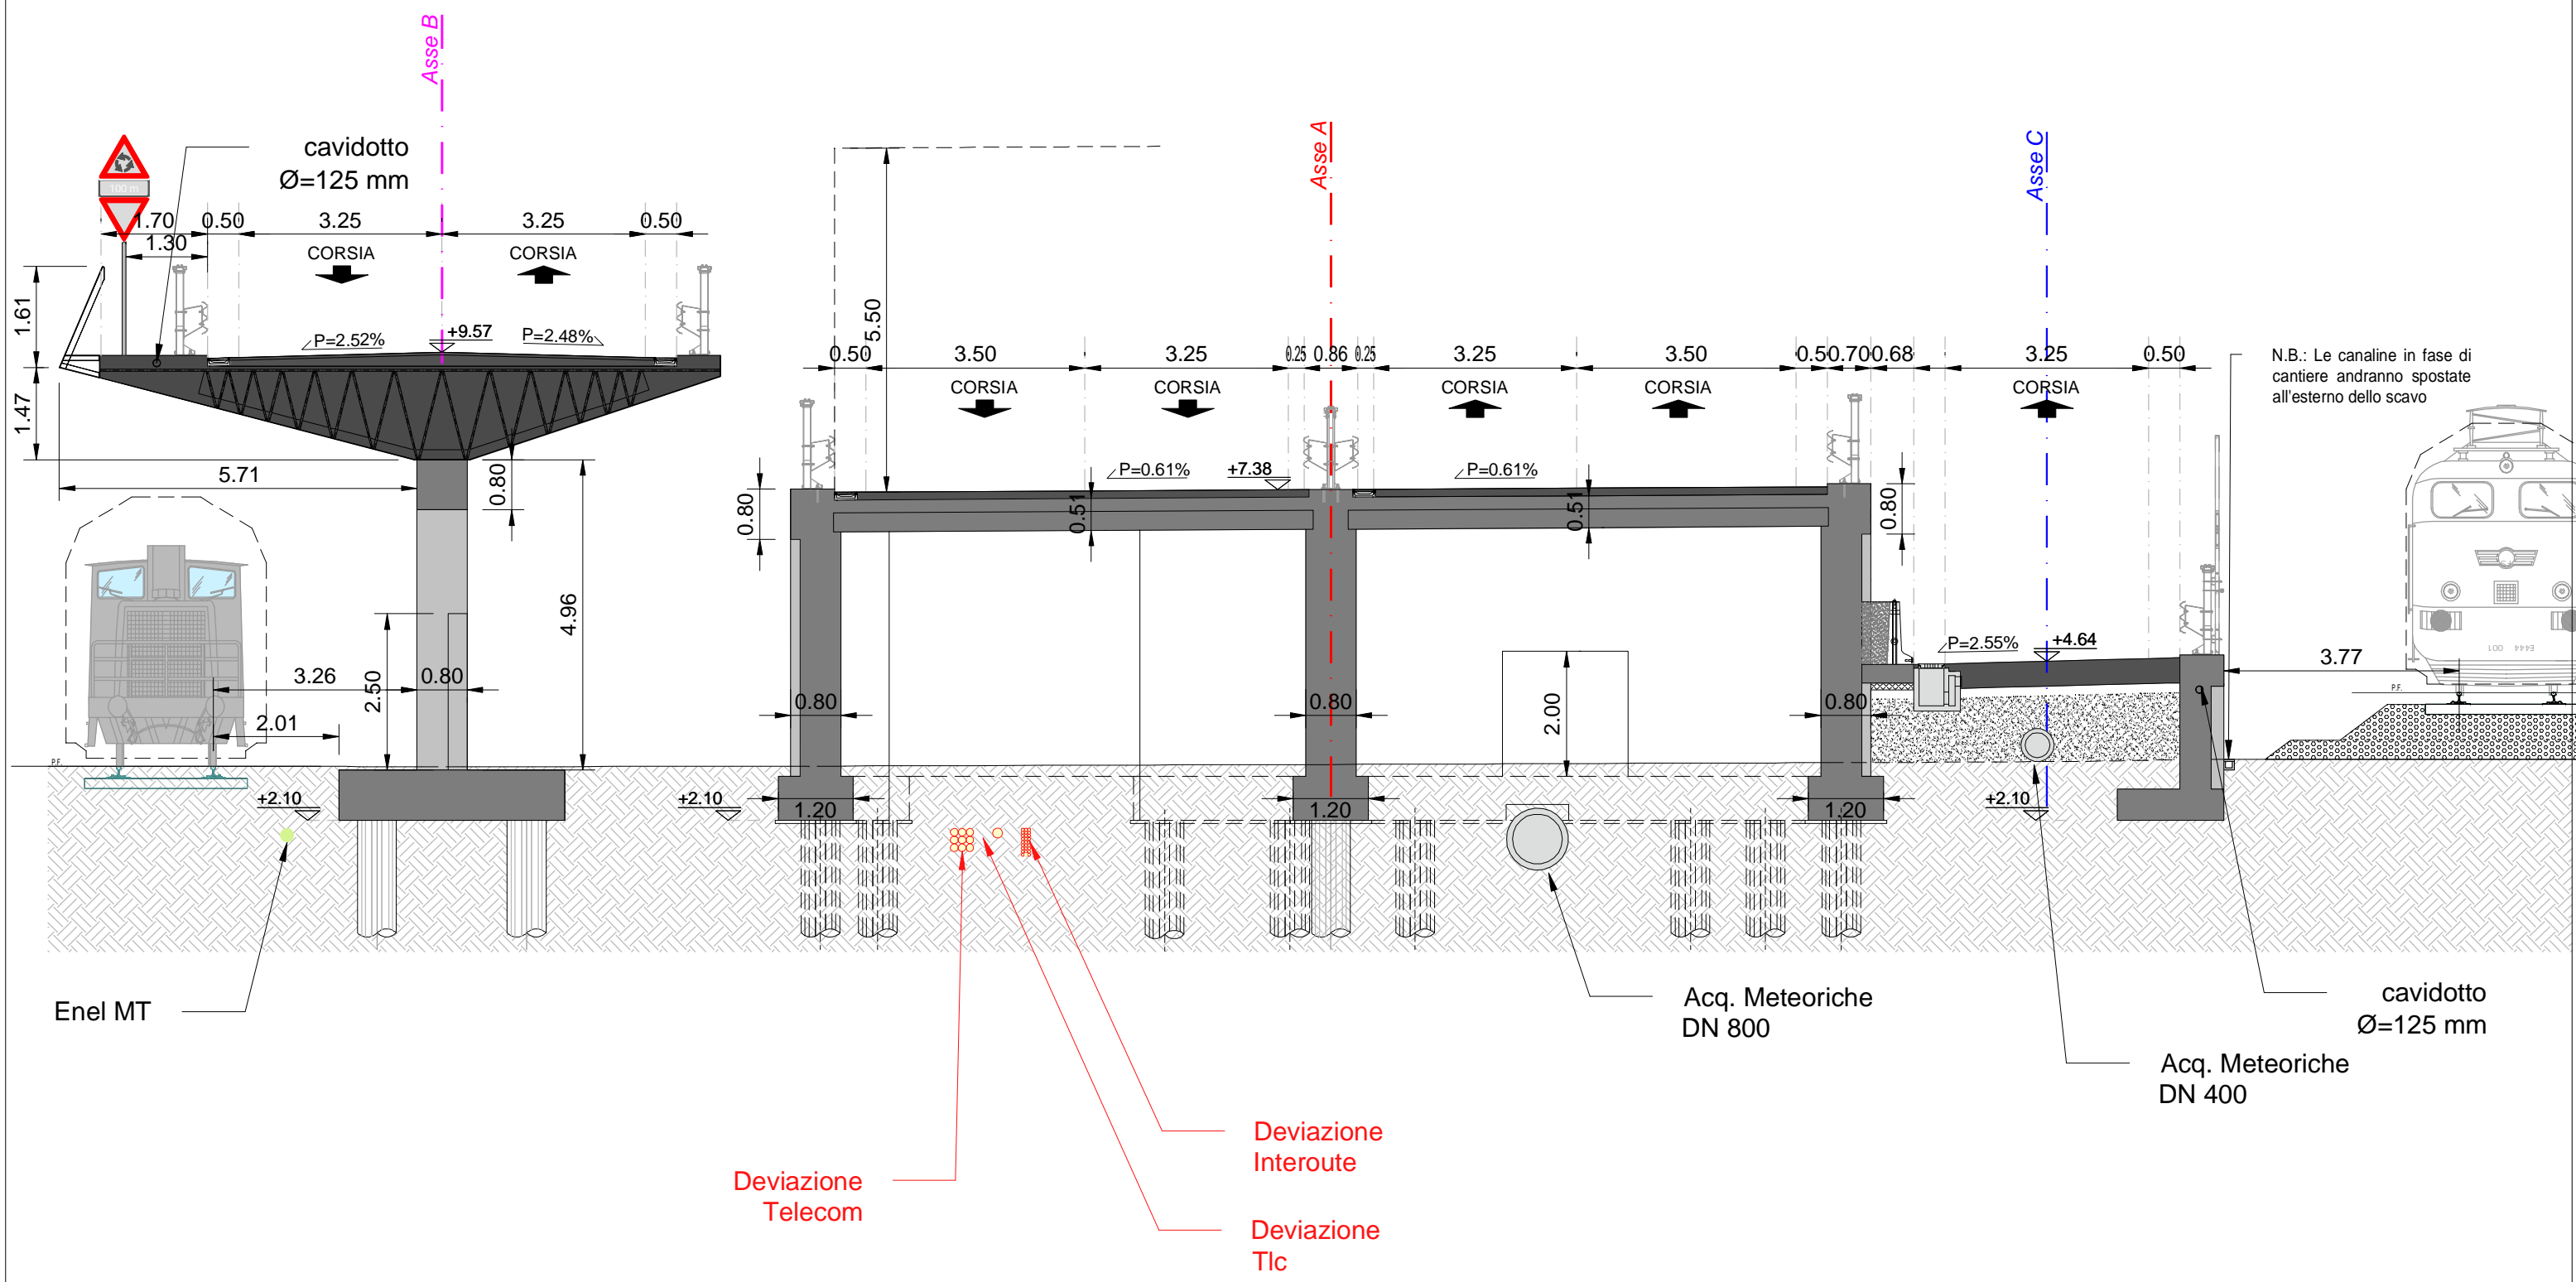 Asse B
Asse A
Asse C
cavidotto
Ø=125 mm
100 m
1.70 0.50 3.25 3.25 0.50
1.30
CORSIA CORSIA
1.61
5.50
P=2.52% +9.57 P=2.48%
1.47
0.50 3.50 3.25 0.25 0.86 0.25 3.25 3.50 0.50 0.70 0.68 3.25 0.50
CORSIA CORSIA CORSIA CORSIA CORSIA
N.B.: Le canaline in fase di
cantiere andranno spostate
all'esterno dello scavo
5.71
0.80
P=0.61% +7.38 P=0.61%
0.80 0.51 0.51 0.80
4.96
2.50
3.26 0.80
2.01
P=2.55% +4.64
3.77
E444 001
P.F.
0.80 0.80 2.00 0.80
P.F.
+2.10 +2.10 +2.10
1.20 1.20 1.20
Enel MT
Acq. Meteoriche
DN 800
cavidotto
Ø=125 mm
Acq. Meteoriche
DN 400
Deviazione
Interoute
Deviazione
Telecom
Deviazione
Tlc